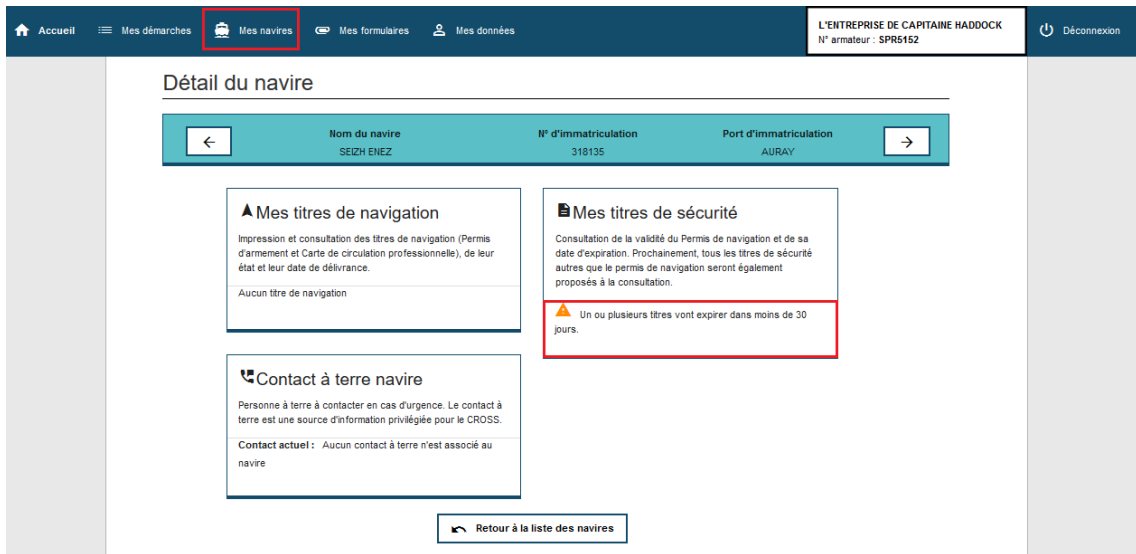 Accueil
Mes démarches
Mes navires
Mes formulaires
Mes données
L'ENTREPRISE DE CAPITAINE HADDOCK
N° armateur : SPR5152
Déconnexion
Détail du navire
Nom du navire
SEIZH ENEZ
N° d'immatriculation
318135
Port d'immatriculation
AURAY
Mes titres de navigation
Impression et consultation des titres de navigation (Permis
d'armement et Carte de circulation professionnelle), de leur
état et leur date de délivrance.
Aucun titre de navigation
Mes titres de sécurité
Consultation de la validité du Permis de navigation et de sa
date d'expiration. Prochainement, tous les titres de sécurité
autres que le permis de navigation seront également
proposés à la consultation.
Un ou plusieurs titres vont expirer dans moins de 30
jours.
Contact à terre navire
Personne à terre à contacter en cas d'urgence. Le contact à
terre est une source d'information privilégiée pour le CROSS.
Contact actuel : Aucun contact à terre n'est associé au
navire
Retour à la liste des navires